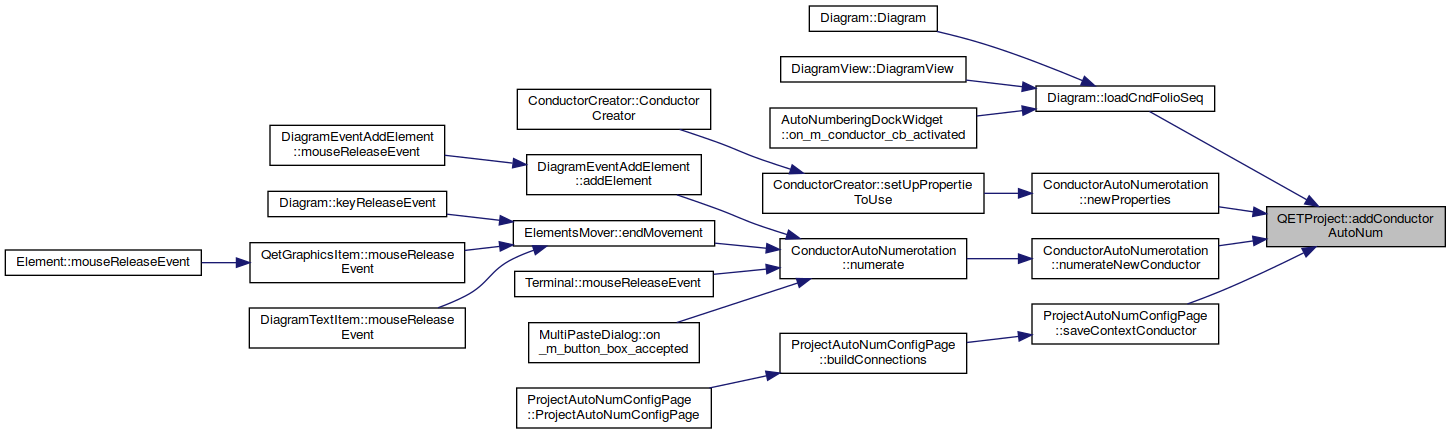 Diagram::Diagram
DiagramView::DiagramView
Diagram::loadCndFolioSeq
ConductorCreator::Conductor
Creator
AutoNumberingDockWidget
::on_m_conductor_cb_activated
DiagramEventAddElement
::mouseReleaseEvent
DiagramEventAddElement
::addElement
ConductorCreator::setUpPropertie
ToUse
ConductorAutoNumerotation
::newProperties
Diagram::keyReleaseEvent
ElementsMover::endMovement
QETProject::addConductor
AutoNum
Element::mouseReleaseEvent
QetGraphicsItem::mouseRelease
Event
ConductorAutoNumerotation
::numerate
ConductorAutoNumerotation
::numerateNewConductor
Terminal::mouseReleaseEvent
DiagramTextItem::mouseRelease
Event
MultiPasteDialog::on
_m_button_box_accepted
ProjectAutoNumConfigPage
::saveContextConductor
ProjectAutoNumConfigPage
::buildConnections
ProjectAutoNumConfigPage
::ProjectAutoNumConfigPage